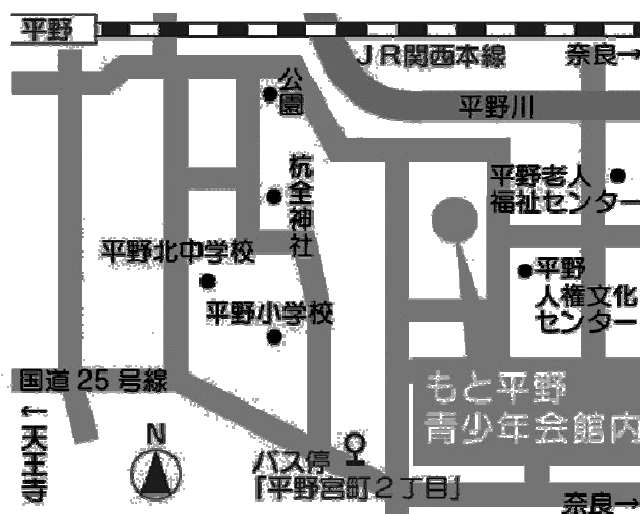 平野
JR関西本線
奈良→
公園
平野川
杭全神社
平野老人
福祉センター
平野北中学校
平野
人権文化
センター
平野小学校
国道25号線
もと平野
青少年会館内
←天王寺
N
バス停
「平野宮町2丁目」
奈良→